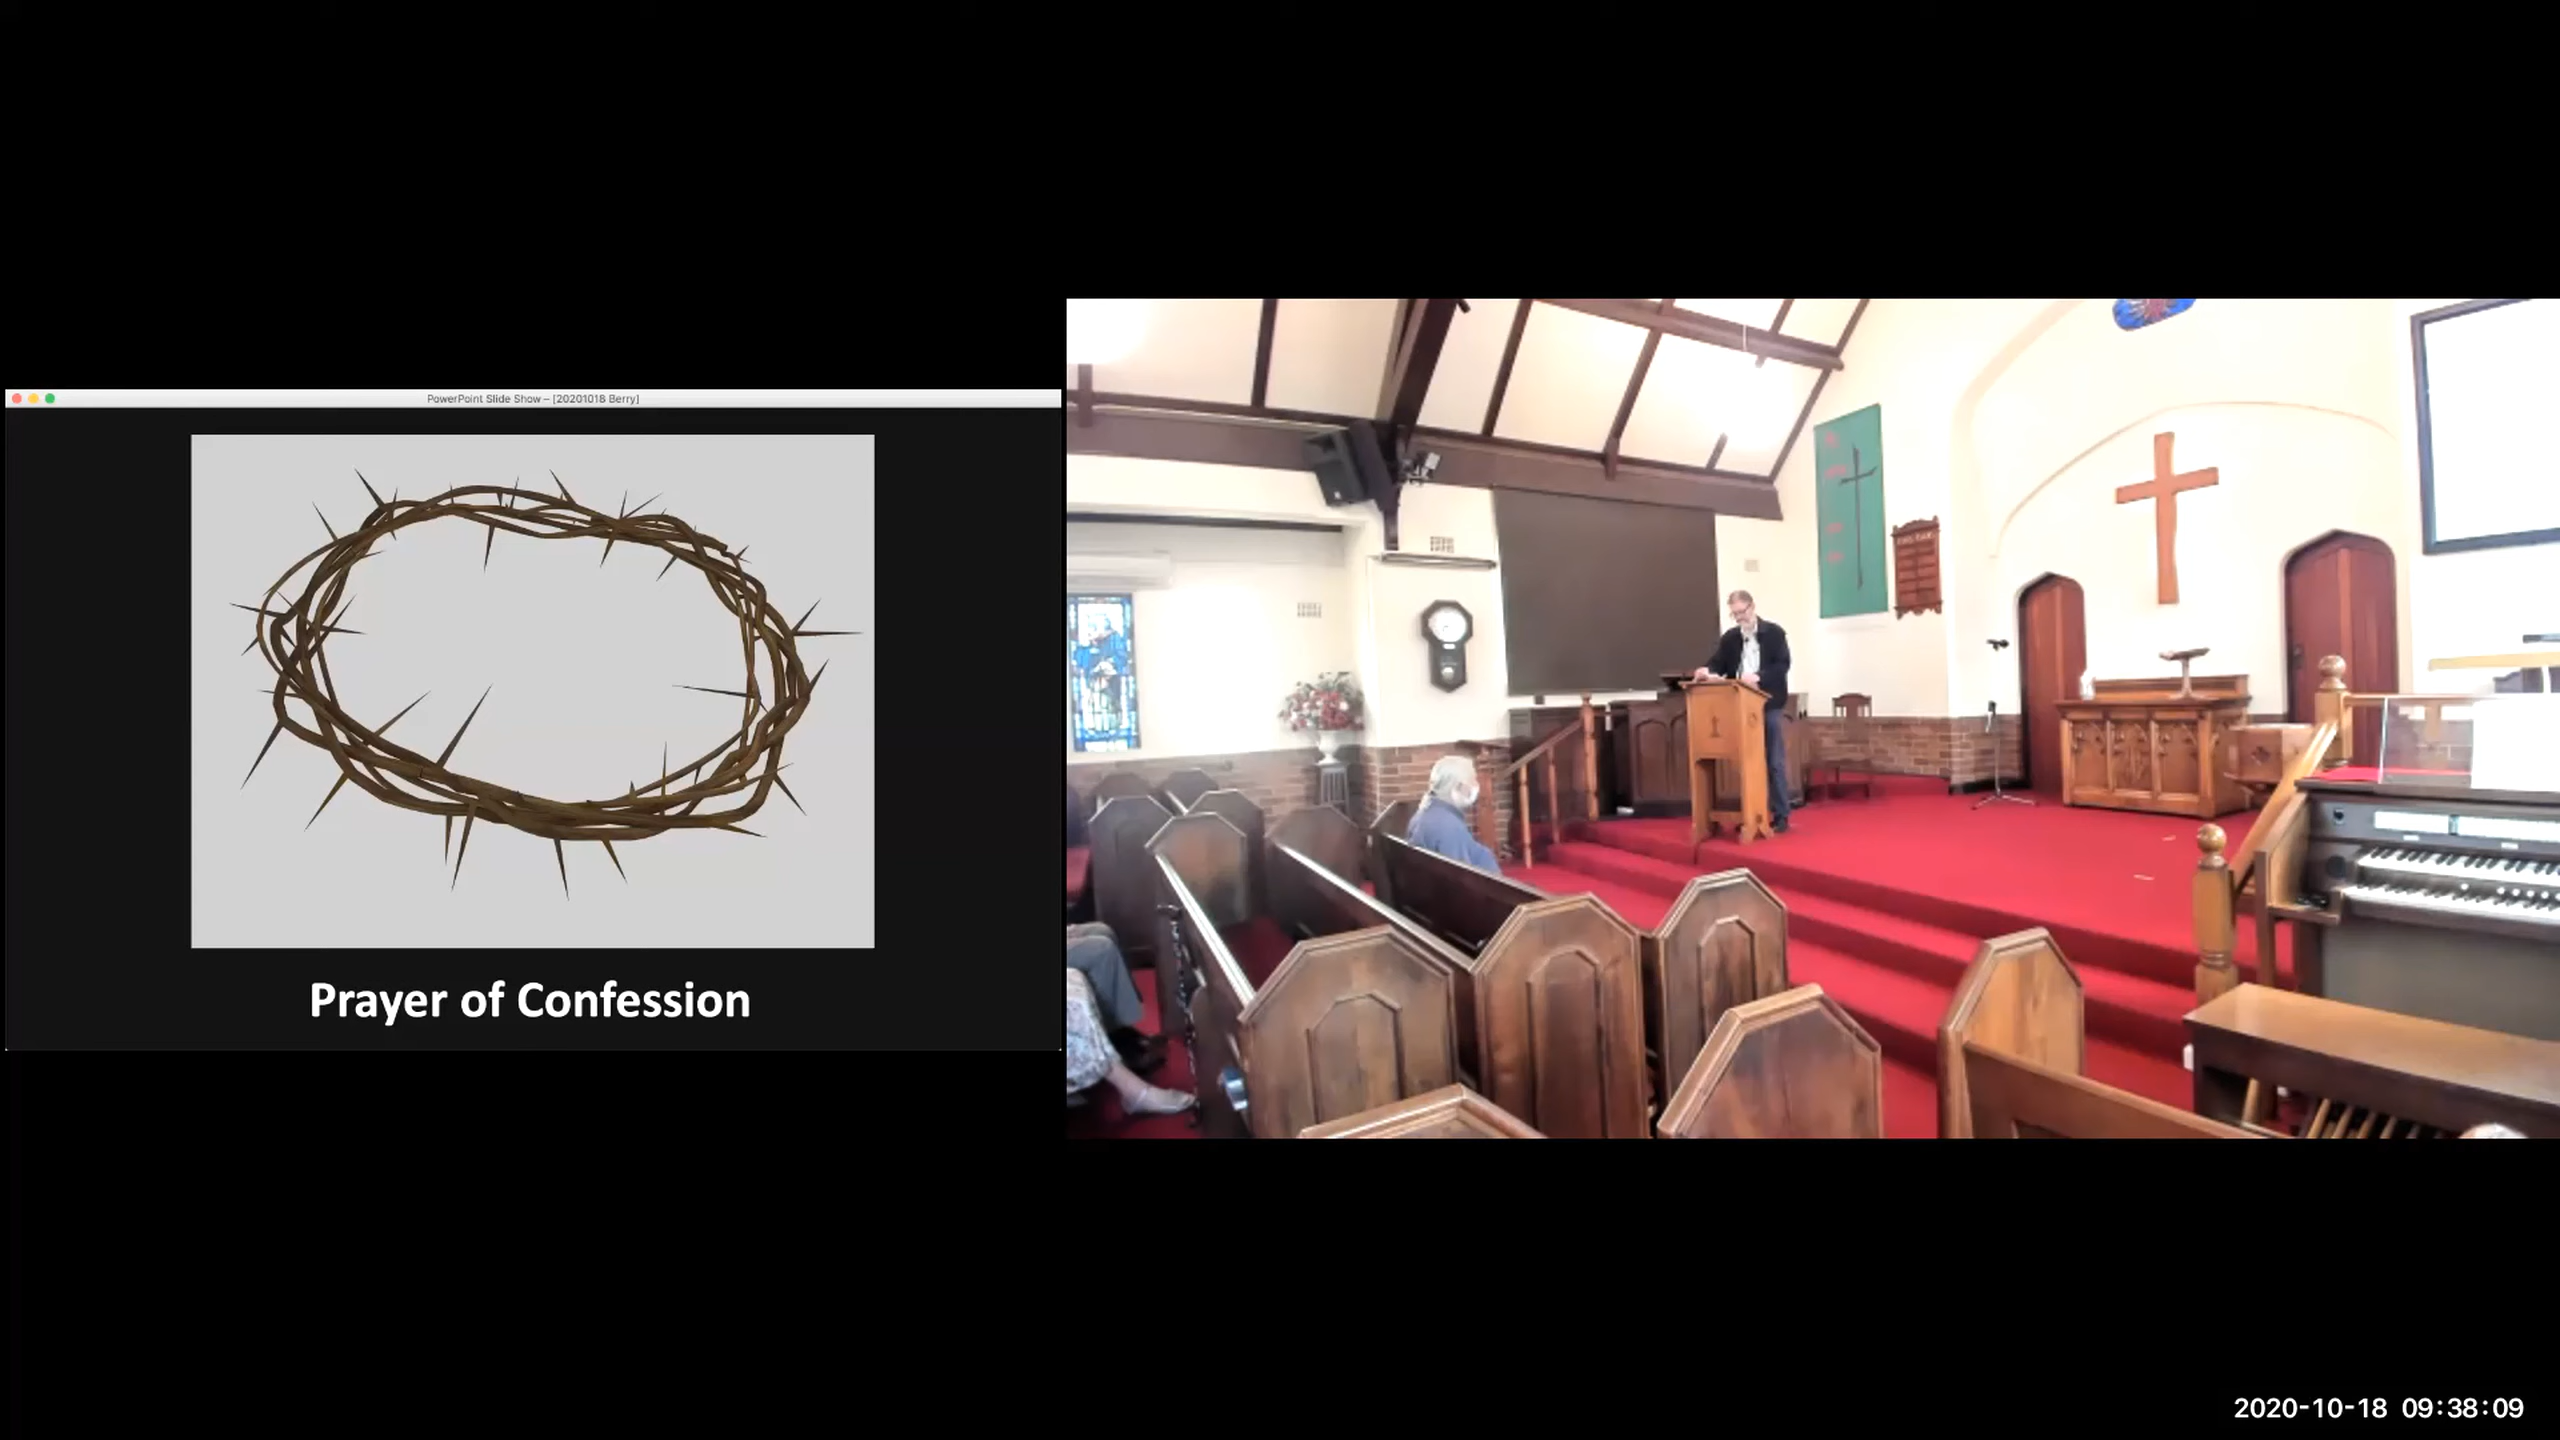 PowerPoint Slide Show – [20201018 Berry]
Prayer of Confession
2020-10-18 09:38:09